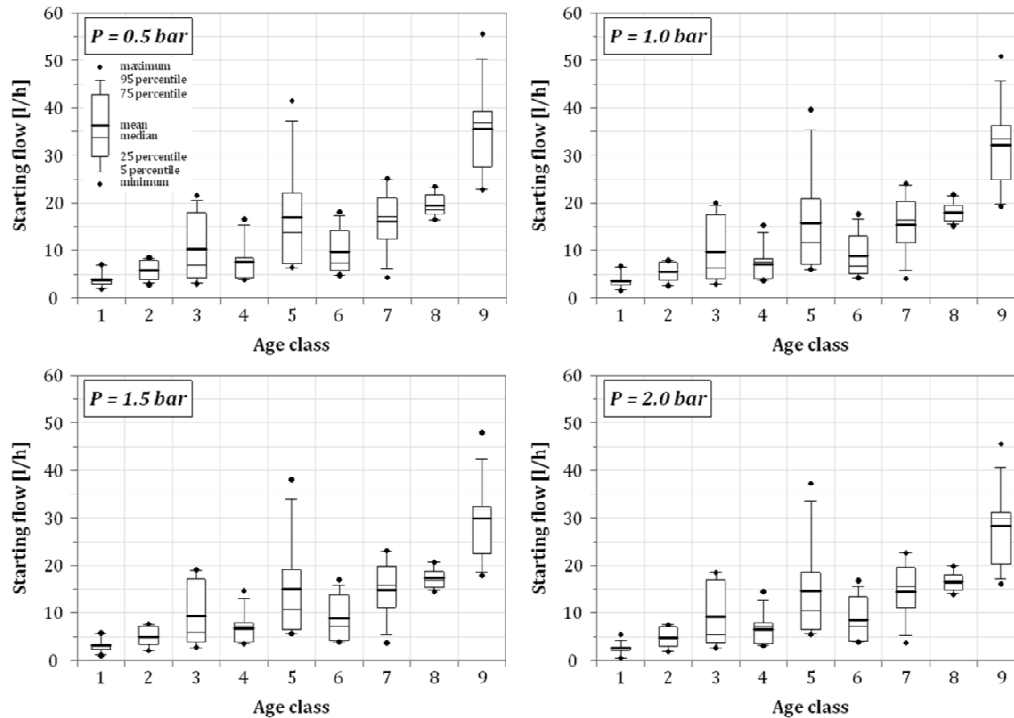 P = 0.5 bar
maximum
95 percentile
75 percentile
mean
median
25 percentile
5 percentile
minimum
Starting flow [l/h]
60
50
40
30
20
10
0
1 2 3 4 5 6 7 8 9
Age class
P = 1.0 bar
Starting flow [l/h]
60
50
40
30
20
10
0
1 2 3 4 5 6 7 8 9
Age class
P = 1.5 bar
Starting flow [l/h]
60
50
40
30
20
10
0
1 2 3 4 5 6 7 8 9
Age class
P = 2.0 bar
Starting flow [l/h]
60
50
40
30
20
10
0
1 2 3 4 5 6 7 8 9
Age class